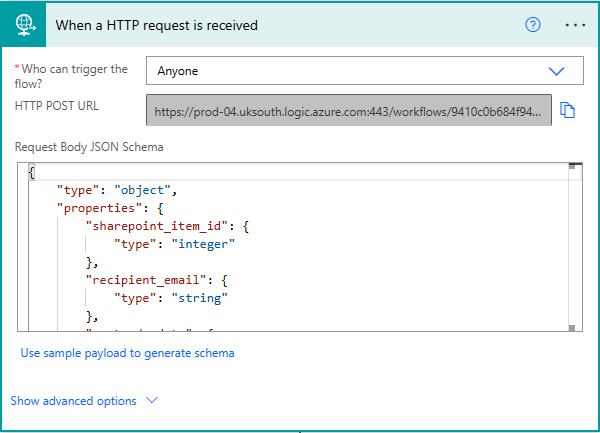 When a HTTP request is received
* Who can trigger the
flow?
Anyone
HTTP POST URL
https://prod-04.uksouth.logic.azure.com:443/workflows/9410c0b684f94...
Request Body JSON Schema
{
"type": "object",
"properties": {
"sharepoint_item_id": {
"type": "integer"
},
"recipient_email": {
"type": "string"
},
Use sample payload to generate schema
Show advanced options